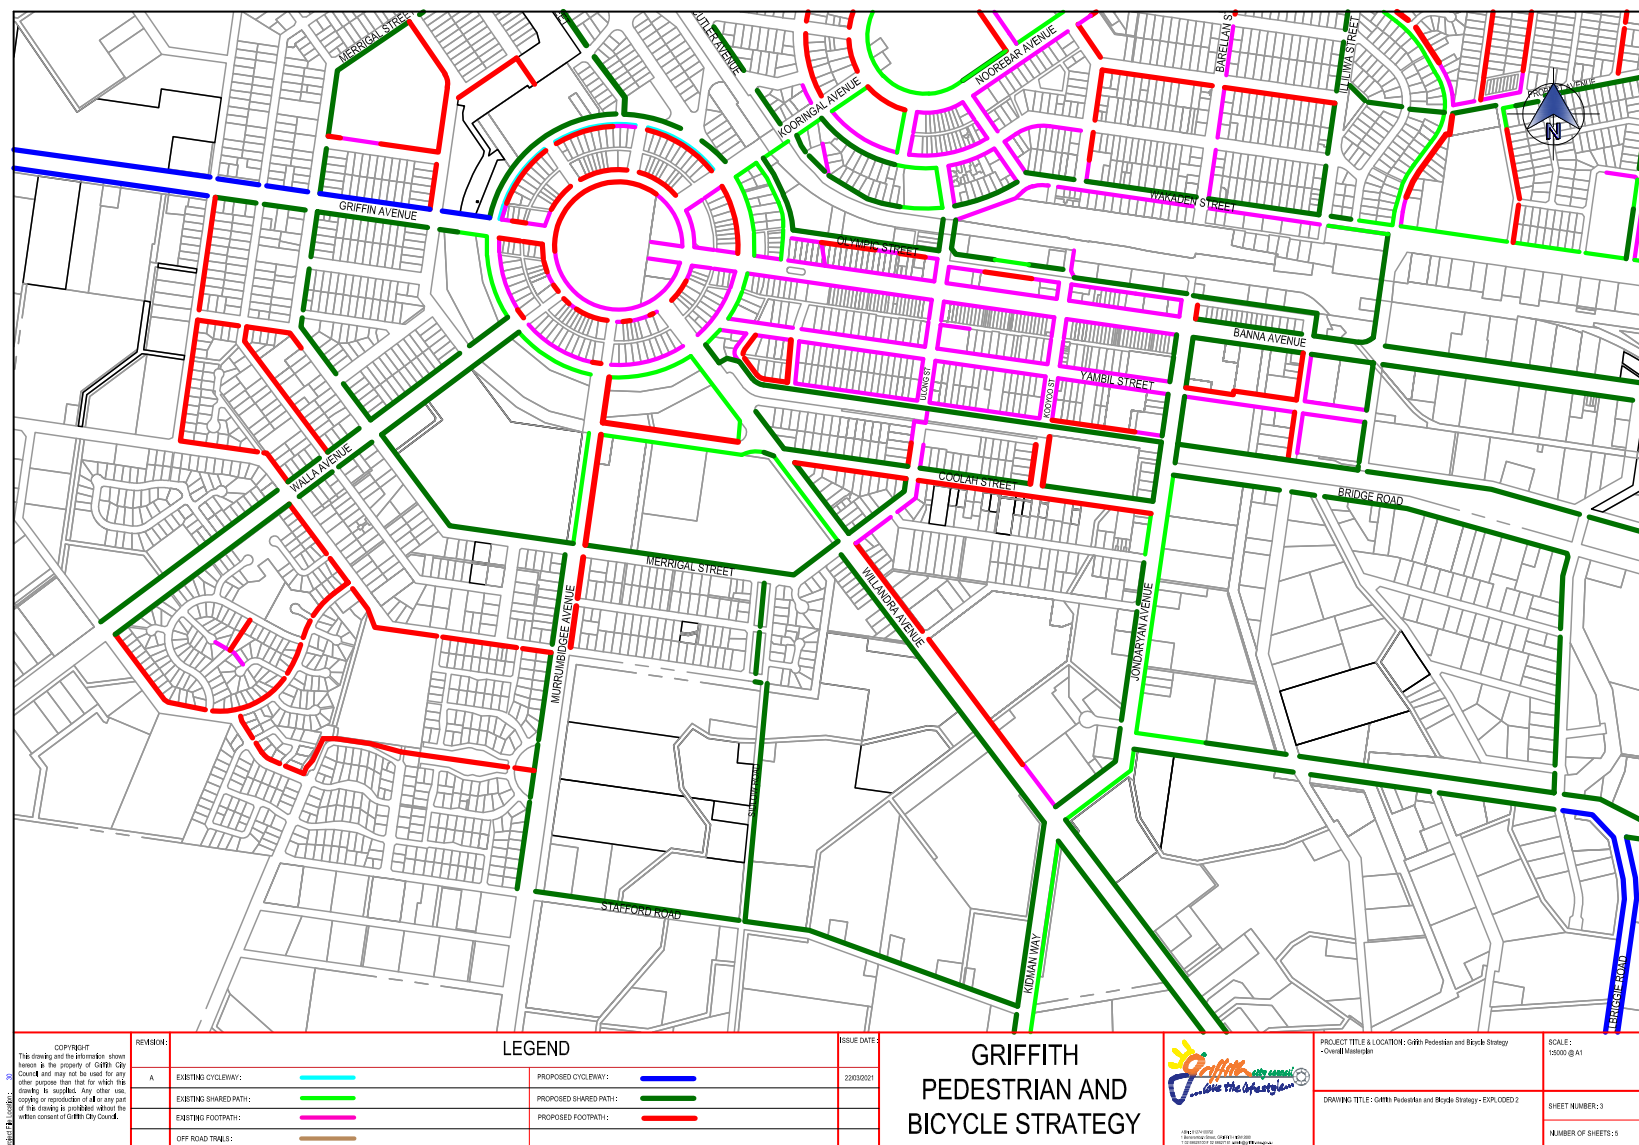 MERRIGAL STREET
CUTLER AVENUE
KOORINGAL AVENUE
NOOREBAR AVENUE
BARELLAN S
ILLILIWA STREET
GRIFFIN AVENUE
WAKADEN STREET
OLYMPIC STREET
BANNA AVENUE
YAMBIL STREET
ULONG ST
KOOYOO ST
WALLA AVENUE
COOLAH STREET
BRIDGE ROAD
MERRIGAL STREET
MURRUMBIDGEE AVENUE
WILLANDRA AVENUE
JONDARYAN AVENUE
STAFFORD ROAD
KIDMAN WAY
N
COPYRIGHT
This drawing and the information shown
hereon is the property of Griffith City
Council and may not be used for any
other purpose than that for which this
drawing is supplied. Any other use,
copying or reproduction of all or any part
of this drawing is prohibited without the
written consent of Griffith City Council.
REVISION :
A
LEGEND
EXISTING CYCLEWAY :
EXISTING SHARED PATH :
EXISTING FOOTPATH :
OFF ROAD TRAILS :
PROPOSED CYCLEWAY :
PROPOSED SHARED PATH :
PROPOSED FOOTPATH :
ISSUE DATE :
22/03/2021
GRIFFITH
PEDESTRIAN AND
BICYCLE STRATEGY
Griffith city council
...love the lifestyle...
PROJECT TITLE & LOCATION : Griffith Pedestrian and Bicycle Strategy
- Overall Masterplan
DRAWING TITLE : Griffith Pedestrian and Bicycle Strategy - EXPLODED 2
SCALE :
1:5000 @ A1
SHEET NUMBER : 3
NUMBER OF SHEETS : 5